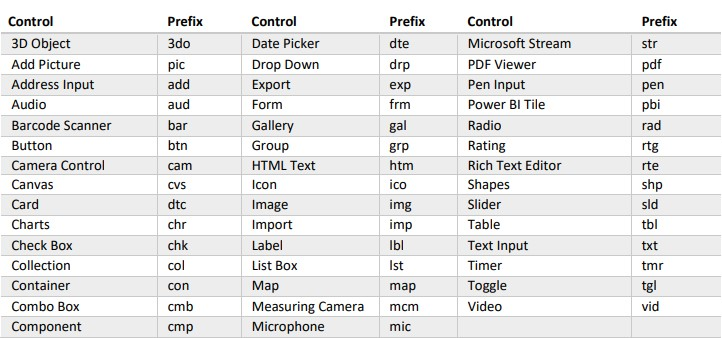 Control Prefix Control Prefix Control Prefix
3D Object 3do Date Picker dte Microsoft Stream str
Add Picture pic Drop Down drp PDF Viewer pdf
Address Input add Export exp Pen Input pen
Audio aud Form frm Power BI Tile pbi
Barcode Scanner bar Gallery gal Radio rad
Button btn Group grp Rating rtg
Camera Control cam HTML Text htm Rich Text Editor rte
Canvas cvs Icon ico Shapes shp
Card dtc Image img Slider sld
Charts chr Import imp Table tbl
Check Box chk Label lbl Text Input txt
Collection col List Box lst Timer tmr
Container con Map map Toggle tgl
Combo Box cmb Measuring Camera mcm Video vid
Component cmp Microphone mic